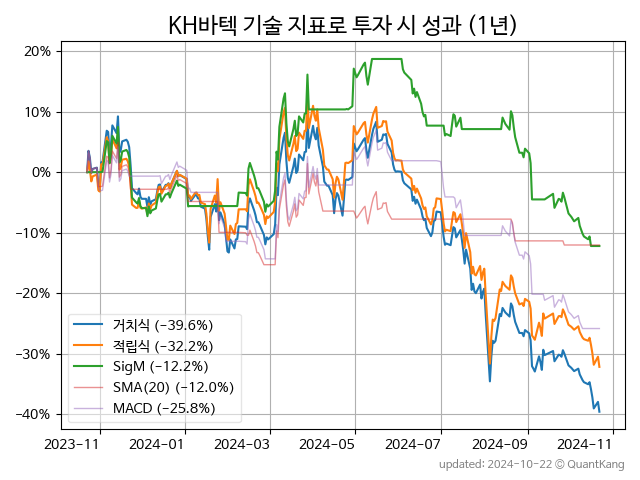 KH바텍 기술 지표로 투자 시 성과 (1년)
20%
10%
0%
−10%
−20%
−30%
−40%
거치식 (−39.6%)
적립식 (−32.2%)
SigM (−12.2%)
SMA(20) (−12.0%)
MACD (−25.8%)
2023-11
2024-01
2024-03
2024-05
2024-07
2024-09
2024-11
updated: 2024-10-22 © QuantKang